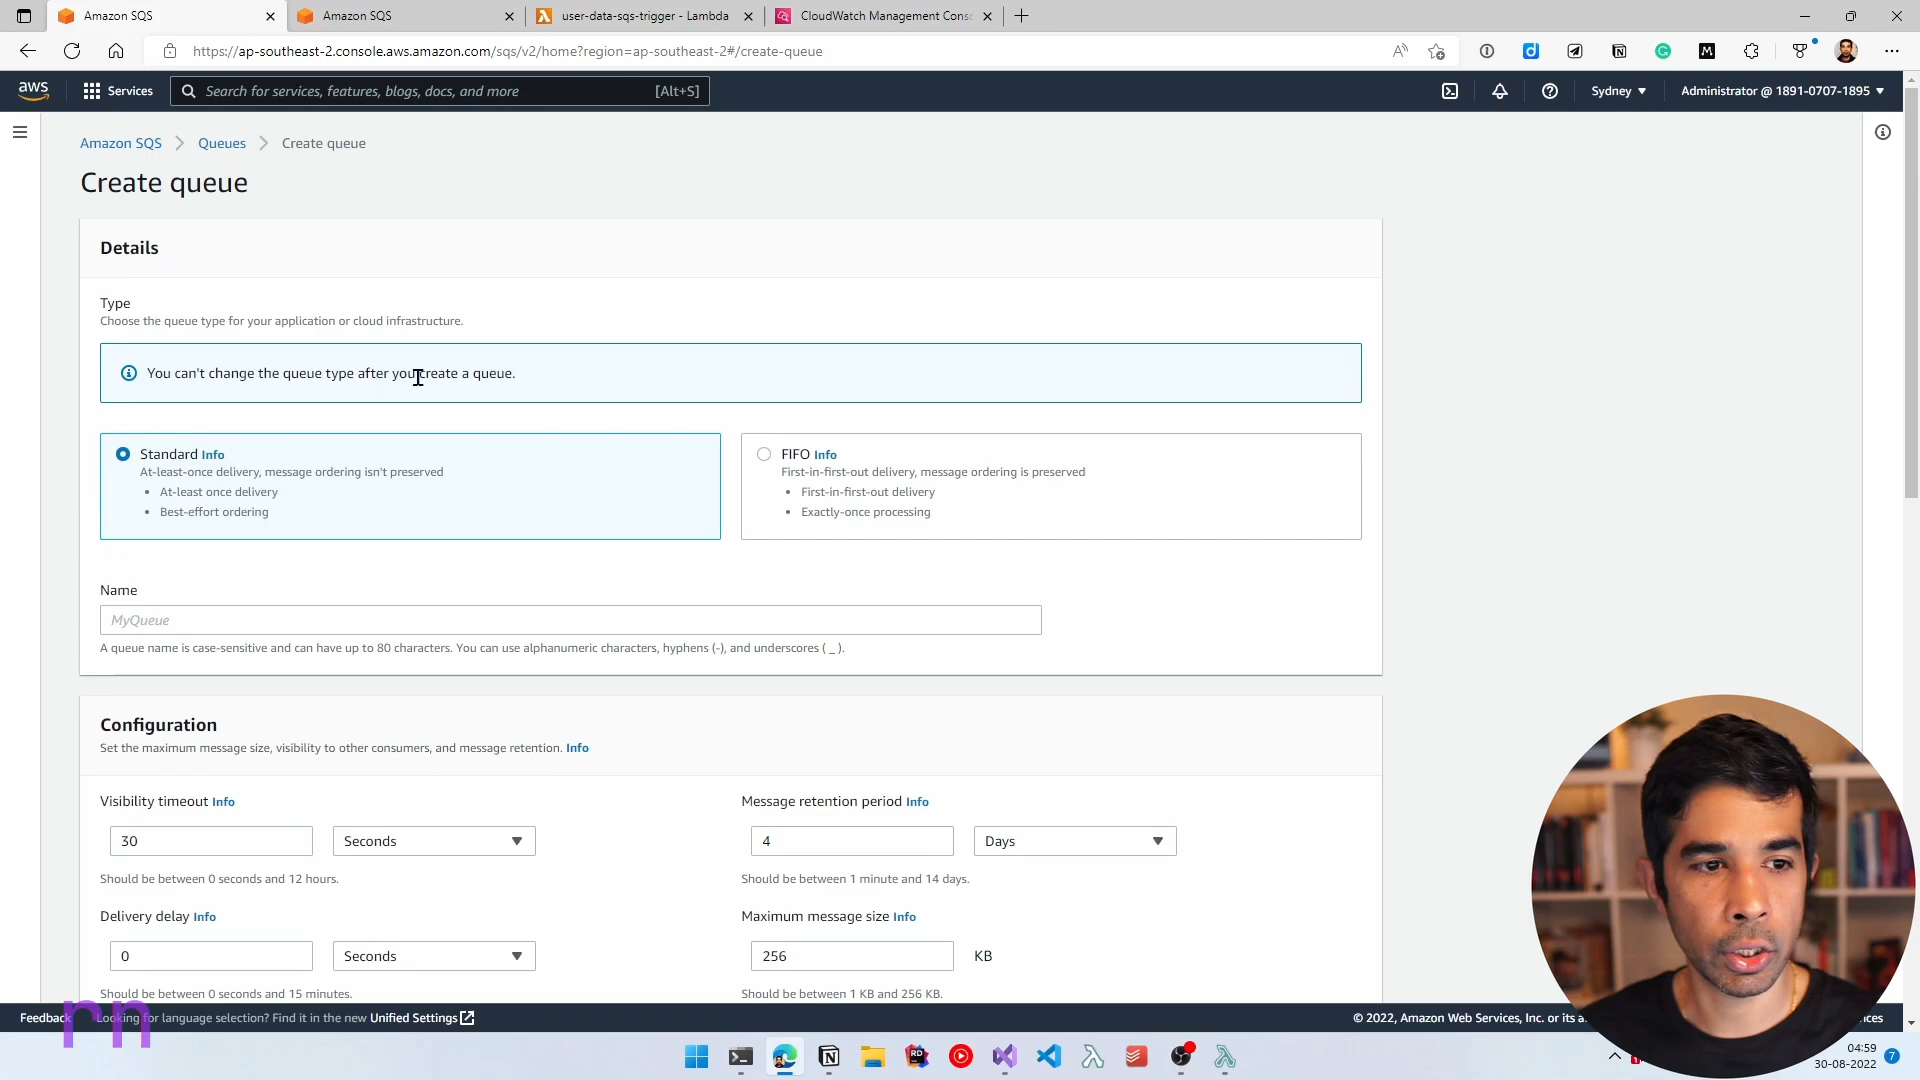 Amazon SQS
Amazon SQS
user-data-sqs-trigger - Lambda
CloudWatch Management Consc
https://ap-southeast-2.console.aws.amazon.com/sqs/v2/home?region=ap-southeast-2#/create-queue
aws
Services
Search for services, features, blogs, docs, and more
[Alt+S]
Sydney
Administrator @ 1891-0707-1895
Amazon SQS
Queues
Create queue
Create queue
Details
Type
Choose the queue type for your application or cloud infrastructure.
You can't change the queue type after you create a queue.
Standard Info
At-least-once delivery, message ordering isn't preserved
• At-least once delivery
• Best-effort ordering
FIFO Info
First-in-first-out delivery, message ordering is preserved
• First-in-first-out delivery
• Exactly-once processing
Name
MyQueue
A queue name is case-sensitive and can have up to 80 characters. You can use alphanumeric characters, hyphens (-), and underscores ( _ ).
Configuration
Set the maximum message size, visibility to other consumers, and message retention. Info
Visibility timeout Info
30
Seconds
Should be between 0 seconds and 12 hours.
Message retention period Info
4
Days
Should be between 1 minute and 14 days.
Delivery delay Info
0
Seconds
Should be between 0 seconds and 15 minutes.
Maximum message size Info
256
KB
Should be between 1 KB and 256 KB.
rn
Feedback
Looking for language selection? Find it in the new Unified Settings
© 2022, Amazon Web Services, Inc. or its a
ices
04:59
30-08-2022
7